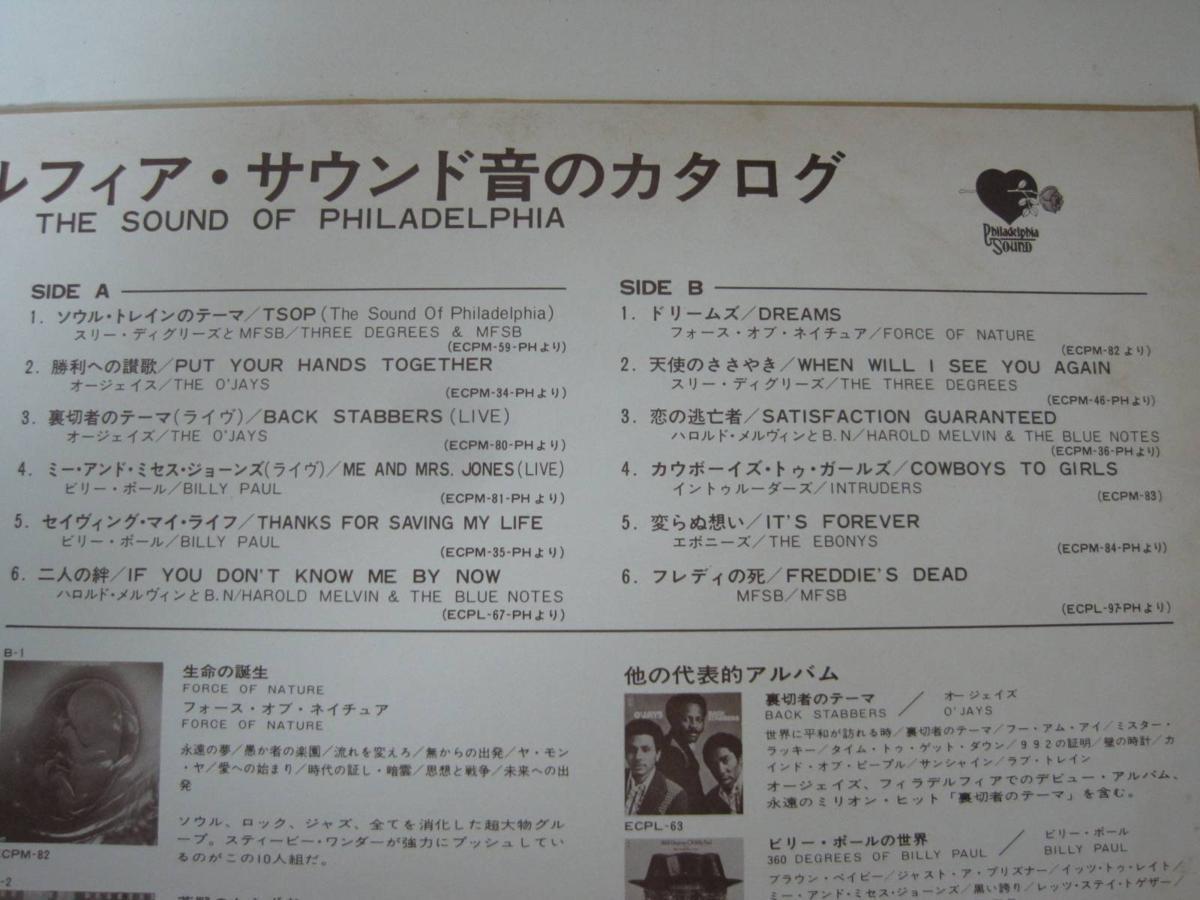 ルフィア・サウンド音のカタログ
THE SOUND OF PHILADELPHIA
Philadelphia
Sound
SIDE A
1. ソウル・トレインのテーマ/TSOP (The Sound Of Philadelphia)
スリー・ディグリーズとMFSB/THREE DEGREES & MFSB
(ECPM-59-PHより)
2. 勝利への讃歌/PUT YOUR HANDS TOGETHER
オージェイス/THE O'JAYS
(ECPM-34-PHより)
3. 裏切者のテーマ(ライヴ)/BACK STABBERS (LIVE)
オージェイズ/THE O'JAYS
(ECPM-80-PHより)
4. ミー・アンド・ミセス・ジョーンズ(ライヴ)/ME AND MRS. JONES (LIVE)
ビリー・ポール/BILLY PAUL
(ECPM-81-PHより)
5. セイヴィング・マイ・ライフ/THANKS FOR SAVING MY LIFE
ビリー・ポール/BILLY PAUL
(ECPM-35-PHより)
6. 二人の絆/IF YOU DON'T KNOW ME BY NOW
ハロルド・メルヴィンとB.N/HAROLD MELVIN & THE BLUE NOTES
(ECPL-67-PHより)
SIDE B
1. ドリームズ/DREAMS
フォース・オブ・ネイチュア/FORCE OF NATURE
(ECPM-82より)
2. 天使のささやき/WHEN WILL I SEE YOU AGAIN
スリー・ディグリーズ/THE THREE DEGREES
(ECPM-46-PHより)
3. 恋の逃亡者/SATISFACTION GUARANTEED
ハロルド・メルヴィンとB.N/HAROLD MELVIN & THE BLUE NOTES
(ECPM-36-PHより)
4. カウボーイズ・トゥ・ガールズ/COWBOYS TO GIRLS
イントゥルーダーズ/INTRUDERS
(ECPM-83)
5. 変らぬ想い/IT'S FOREVER
エボニーズ/THE EBONYS
(ECPM-84-PHより)
6. フレディの死/FREDDIE'S DEAD
MFSB/MFSB
(ECPL-97-PHより)
B-1
生命の誕生
FORCE OF NATURE
フォース・オブ・ネイチュア
FORCE OF NATURE
永遠の夢/愚か者の楽園/流れを変えろ/無からの出発/ヤ・モン
・ヤ/愛への始まり/時代の証し・暗雲/思想と戦争/未来への出
発
ソウル、ロック、ジャズ、全てを消化した超大物グル
ープ。スティービー・ワンダーが強力にプッシュしてい
るのがこの10人組だ。
ECPM-82
-2
他の代表的アルバム
O'JAYS
BACK STABBERS
裏切者のテーマ / オージェイズ
BACK STABBERS O'JAYS
世界に平和が訪れる時/裏切者のテーマ/フー・アム・アイ/ミスター・
ラッキー/タイム・トゥ・ゲット・ダウン/992の証明/壁の時計/カ
インド・オブ・ピープル/サンシャイン/ラブ・トレイン
オージェイズ、フィラデルフィアでのデビュー・アルバム、
永遠のミリオン・ヒット「裏切者のテーマ」を含む。
ECPL-63
ビリー・ポールの世界 / ビリー・ポール
360 DEGREES OF BILLY PAUL BILLY PAUL
ブラウン・ベイビー/ジャスト・ア・プリズナー/イッツ・トゥ・レイト/
ミー・アンド・ミセス・ジョーンズ/黒い誇り/レッツ・ステイ・トゲザー/